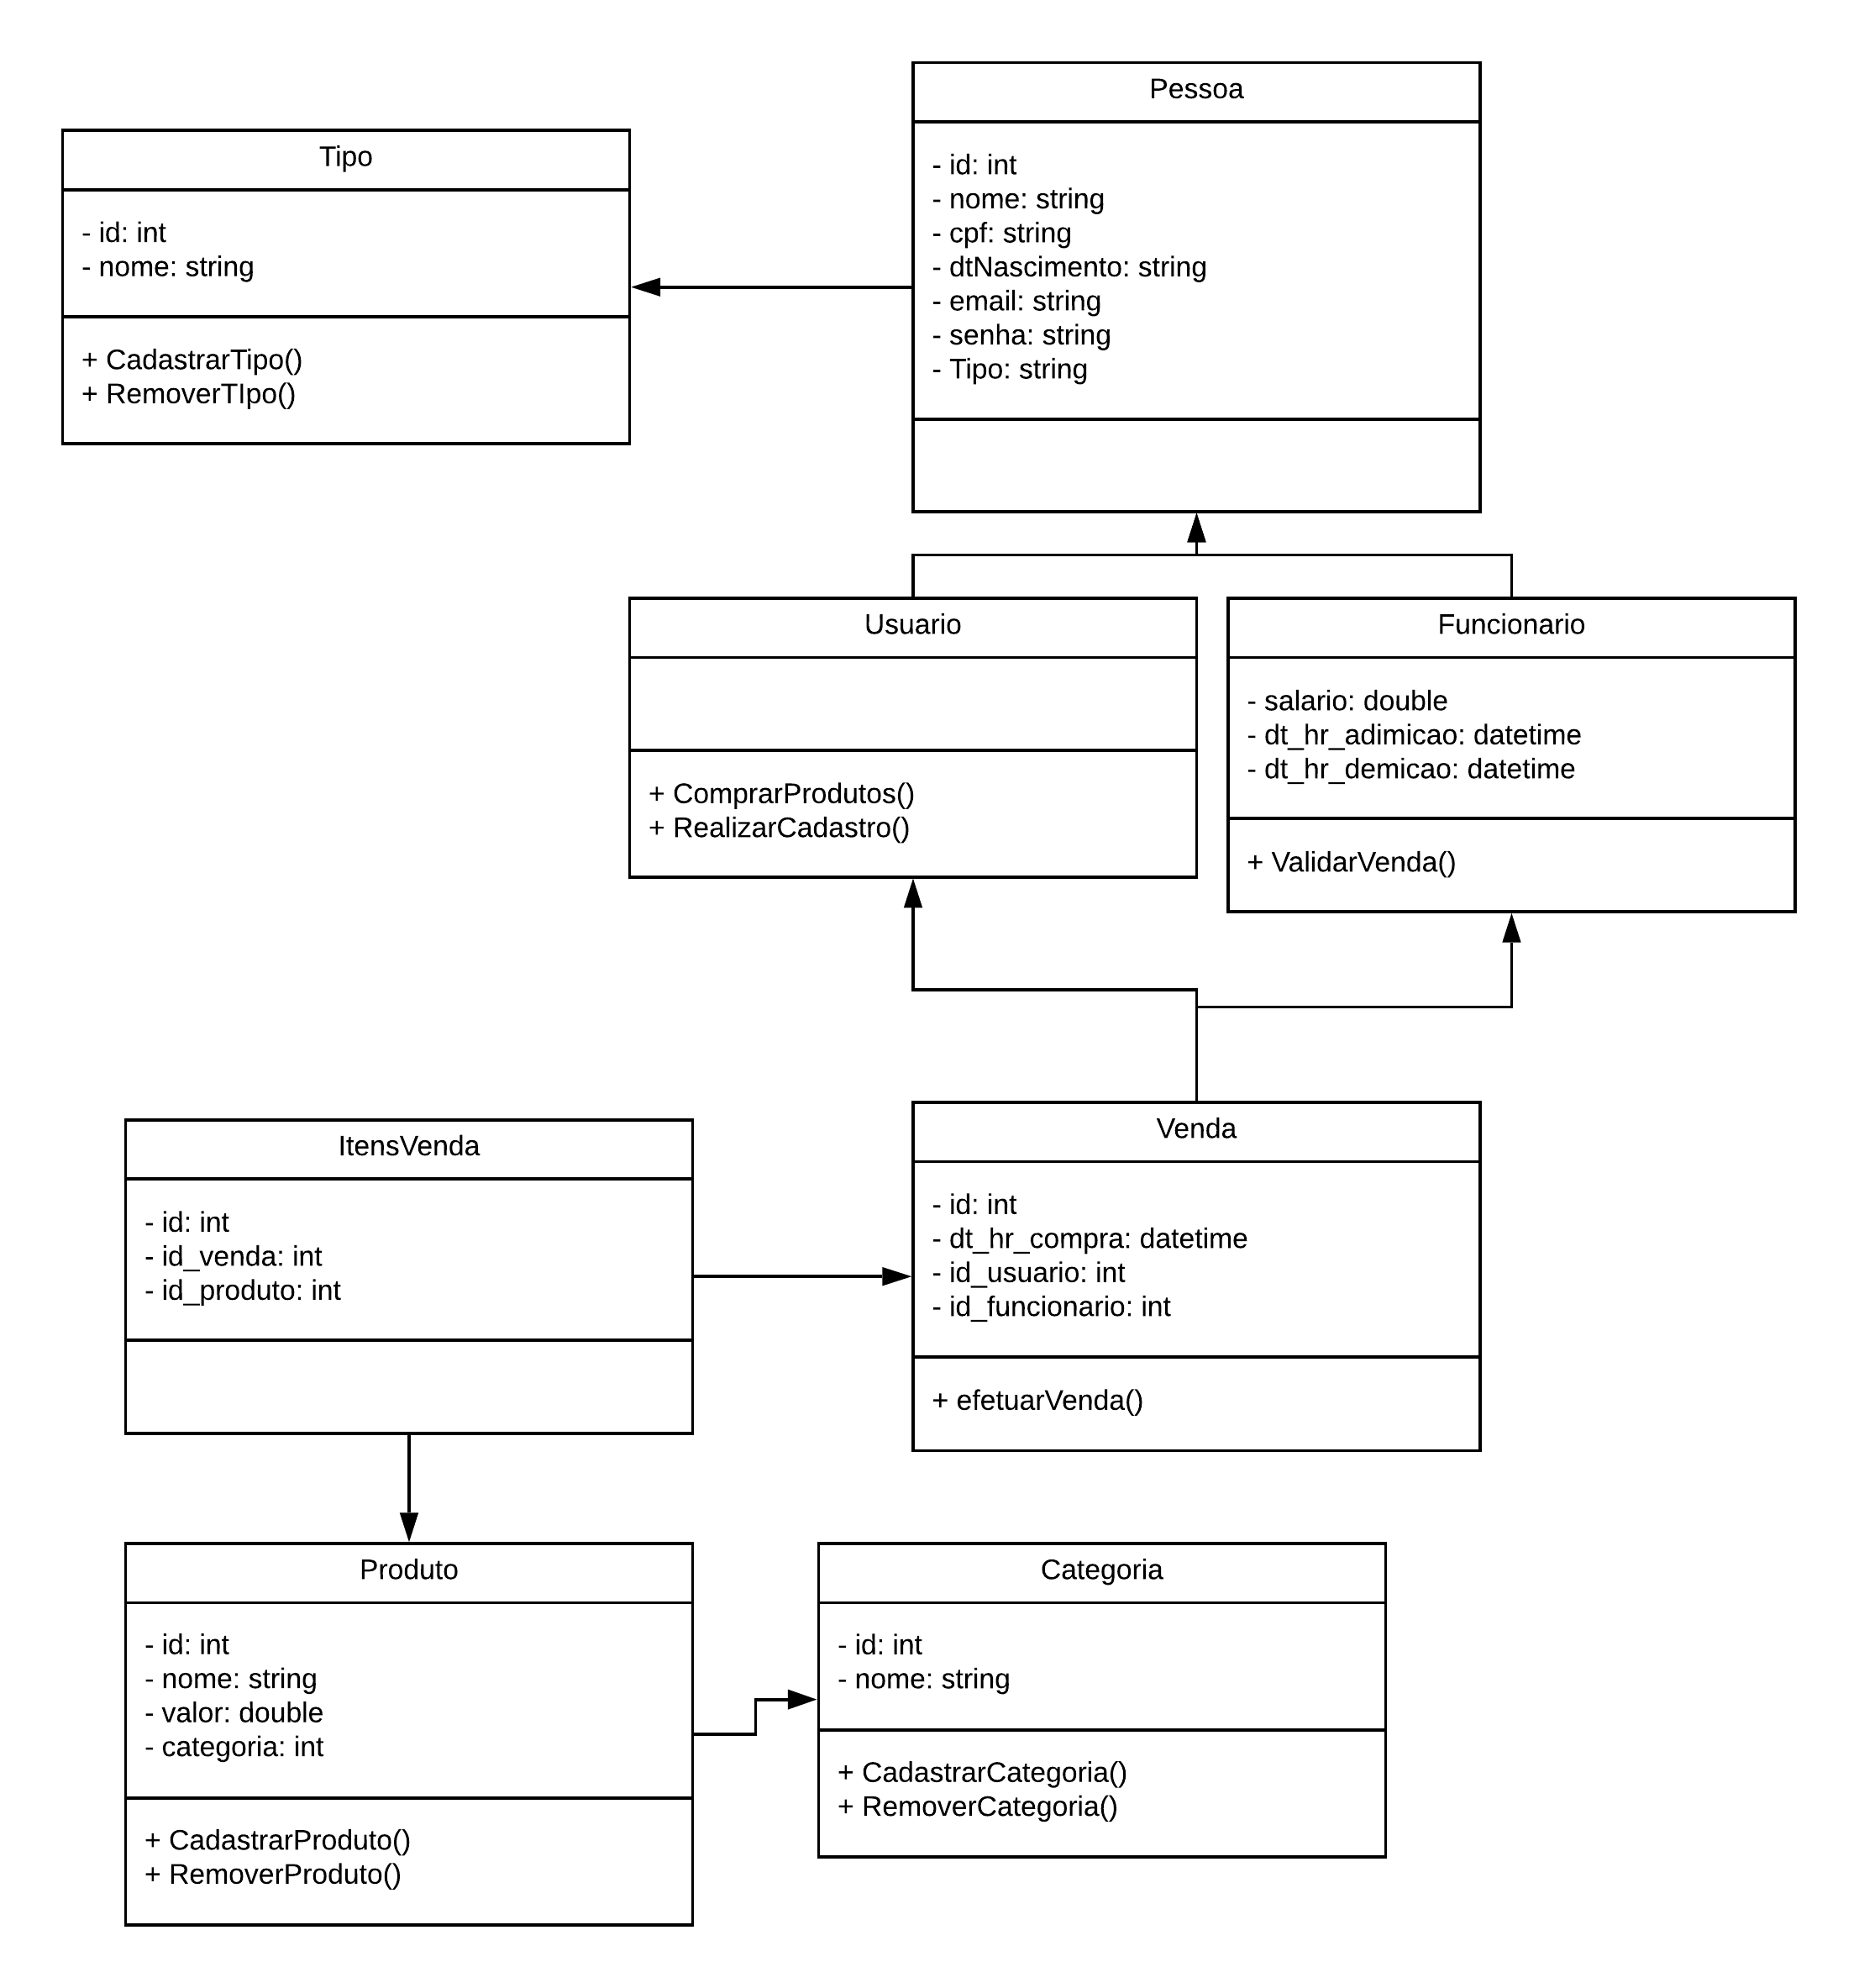 Pessoa
- id: int
- nome: string
- cpf: string
- dtNascimento: string
- email: string
- senha: string
- Tipo: string
Tipo
- id: int
- nome: string
+ CadastrarTipo()
+ RemoverTIpo()
Usuario
+ ComprarProdutos()
+ RealizarCadastro()
Funcionario
- salario: double
- dt_hr_adimicao: datetime
- dt_hr_demicao: datetime
+ ValidarVenda()
ItensVenda
- id: int
- id_venda: int
- id_produto: int
Venda
- id: int
- dt_hr_compra: datetime
- id_usuario: int
- id_funcionario: int
+ efetuarVenda()
Produto
- id: int
- nome: string
- valor: double
- categoria: int
+ CadastrarProduto()
+ RemoverProduto()
Categoria
- id: int
- nome: string
+ CadastrarCategoria()
+ RemoverCategoria()